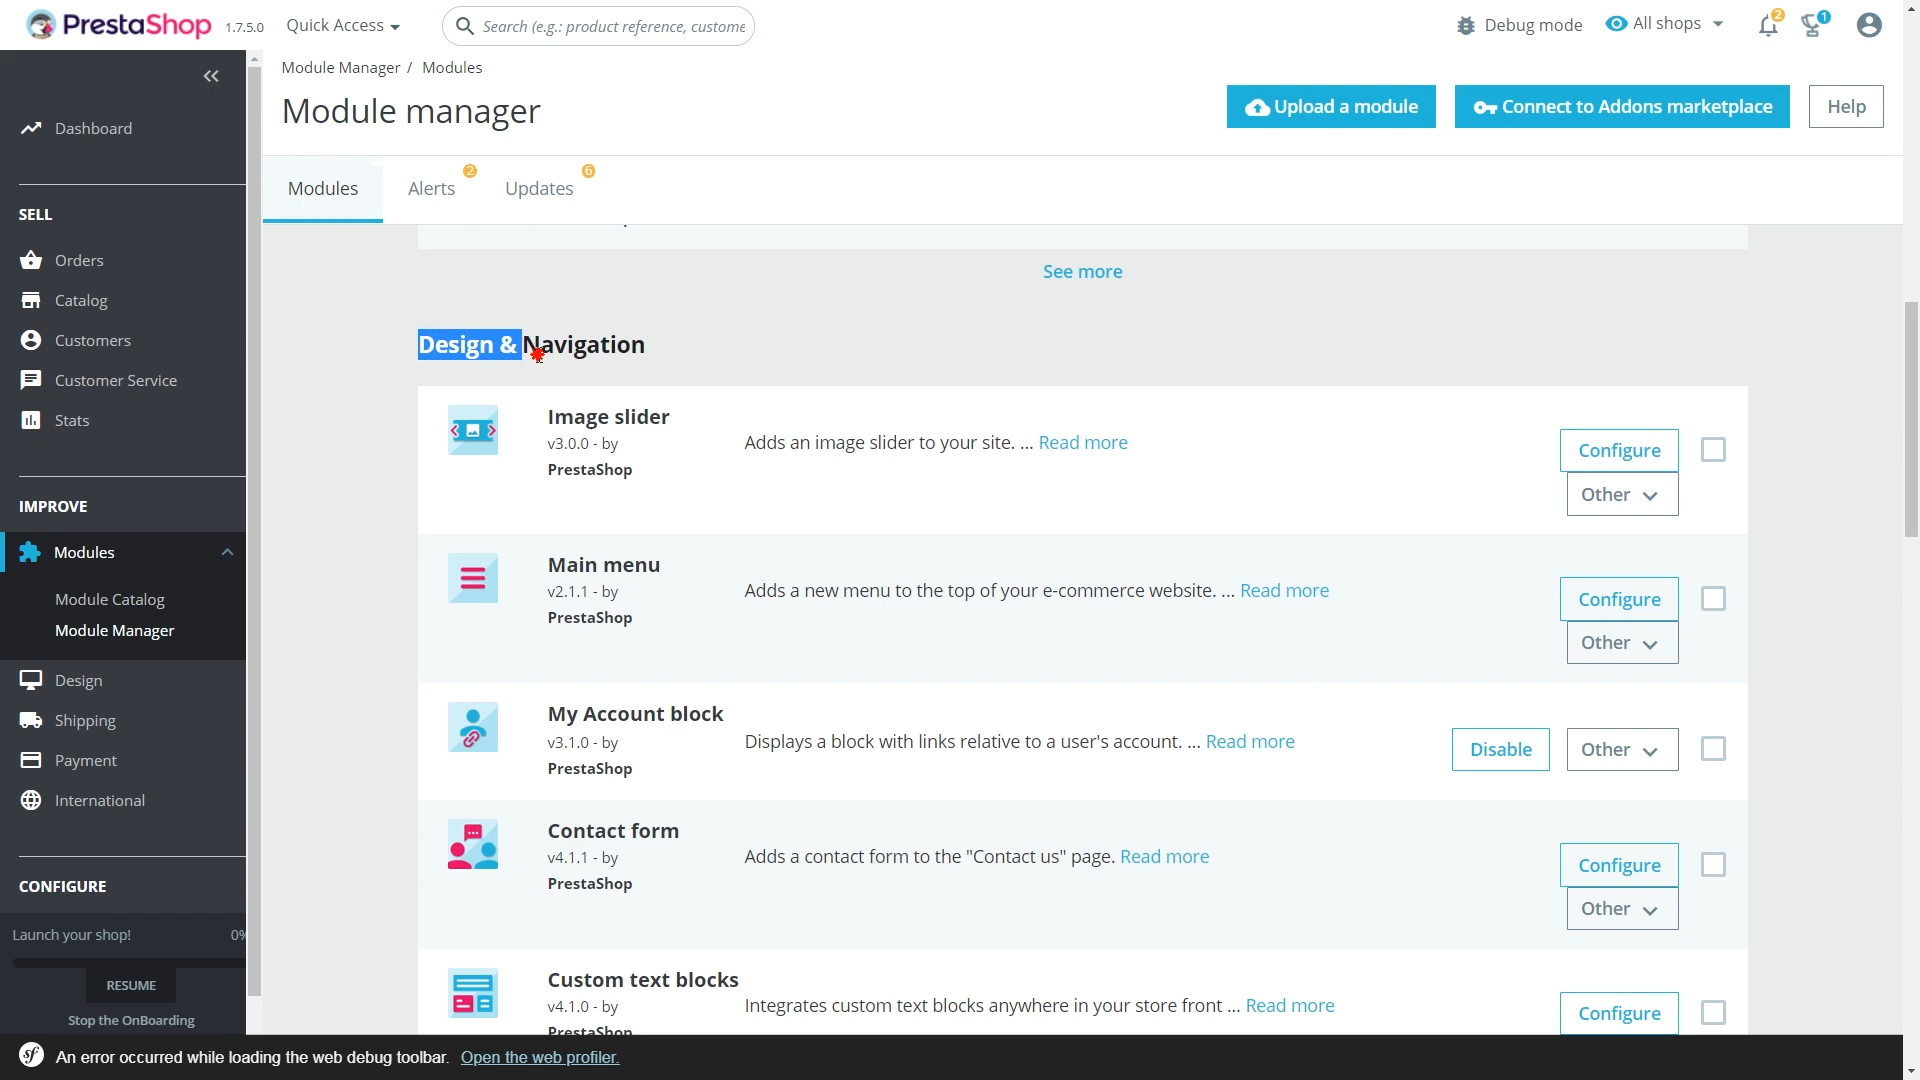 PrestaShop 1.7.5.0 Quick Access Search (e.g.: product reference, custome Debug mode All shops 2 1
Module Manager / Modules
Module manager
Upload a module Connect to Addons marketplace Help
Modules Alerts 2 Updates 6
Dashboard
SELL
Orders
Catalog
Customers
Customer Service
Stats
IMPROVE
Modules
Module Catalog
Module Manager
Design
Shipping
Payment
International
CONFIGURE
Launch your shop! 0%
RESUME
Stop the OnBoarding
See more
Design & Navigation
Image slider
v3.0.0 - by
PrestaShop
Adds an image slider to your site. ... Read more
Configure
Other
Main menu
v2.1.1 - by
PrestaShop
Adds a new menu to the top of your e-commerce website. ... Read more
Configure
Other
My Account block
v3.1.0 - by
PrestaShop
Displays a block with links relative to a user's account. ... Read more
Disable Other
Contact form
v4.1.1 - by
PrestaShop
Adds a contact form to the "Contact us" page. Read more
Configure
Other
Custom text blocks
v4.1.0 - by
PrestaShop
Integrates custom text blocks anywhere in your store front ... Read more
Configure
sf An error occurred while loading the web debug toolbar. Open the web profiler.